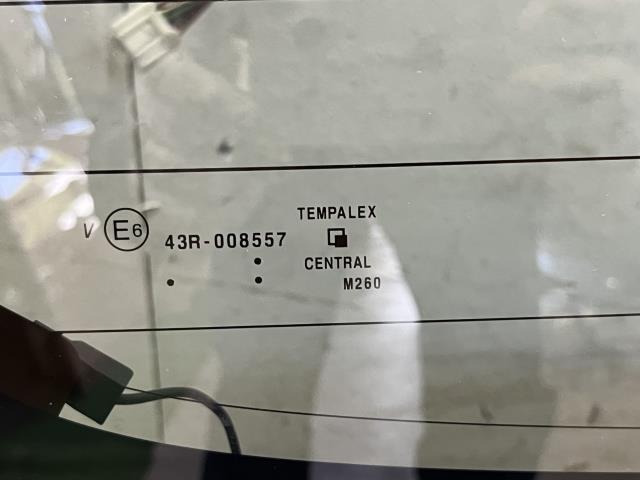 TEMPALEX
V E6 43R-008557
CENTRAL
M260